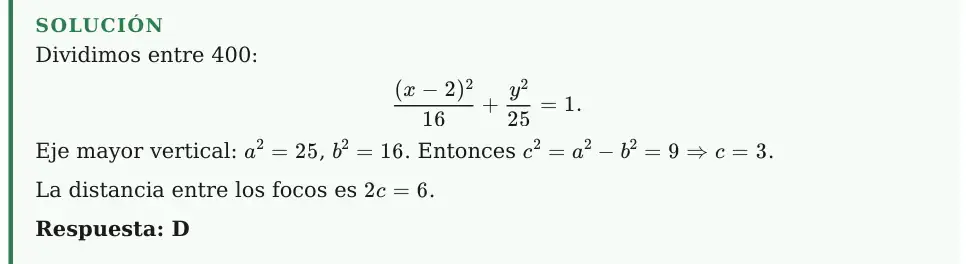 SOLUCIÓN
Dividimos entre 400:
(x − 2)²/16 + y²/25 = 1.
Eje mayor vertical: a² = 25, b² = 16. Entonces c² = a² − b² = 9 ⇒ c = 3.
La distancia entre los focos es 2c = 6.
Respuesta: D